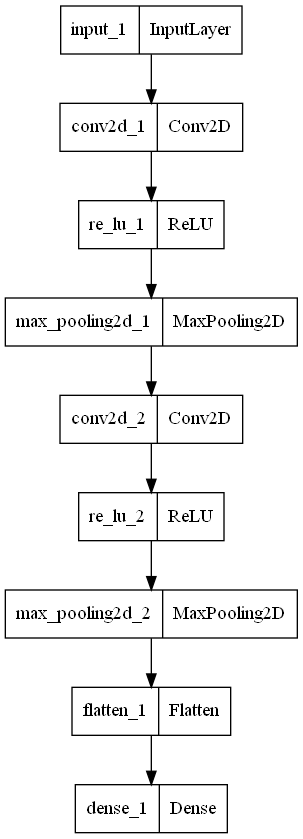 input_1 InputLayer
conv2d_1 Conv2D
re_lu_1 ReLU
max_pooling2d_1 MaxPooling2D
conv2d_2 Conv2D
re_lu_2 ReLU
max_pooling2d_2 MaxPooling2D
flatten_1 Flatten
dense_1 Dense